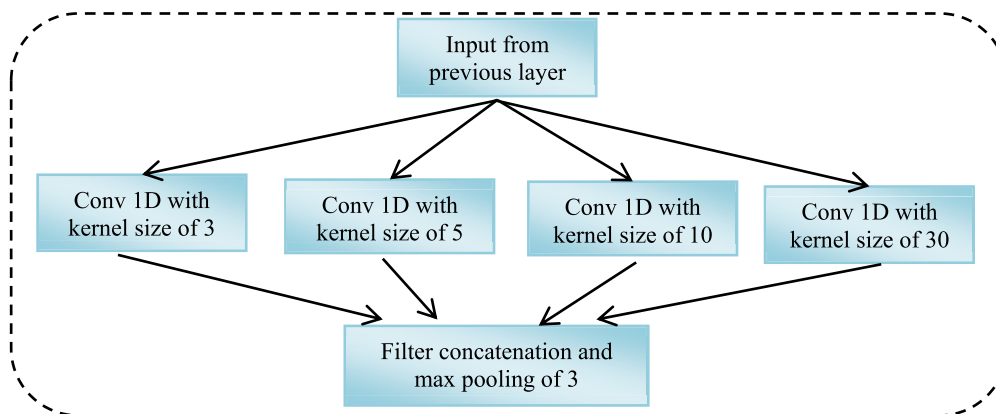 Input from
previous layer
Conv 1D with
kernel size of 3
Conv 1D with
kernel size of 5
Conv 1D with
kernel size of 10
Conv 1D with
kernel size of 30
Filter concatenation and
max pooling of 3